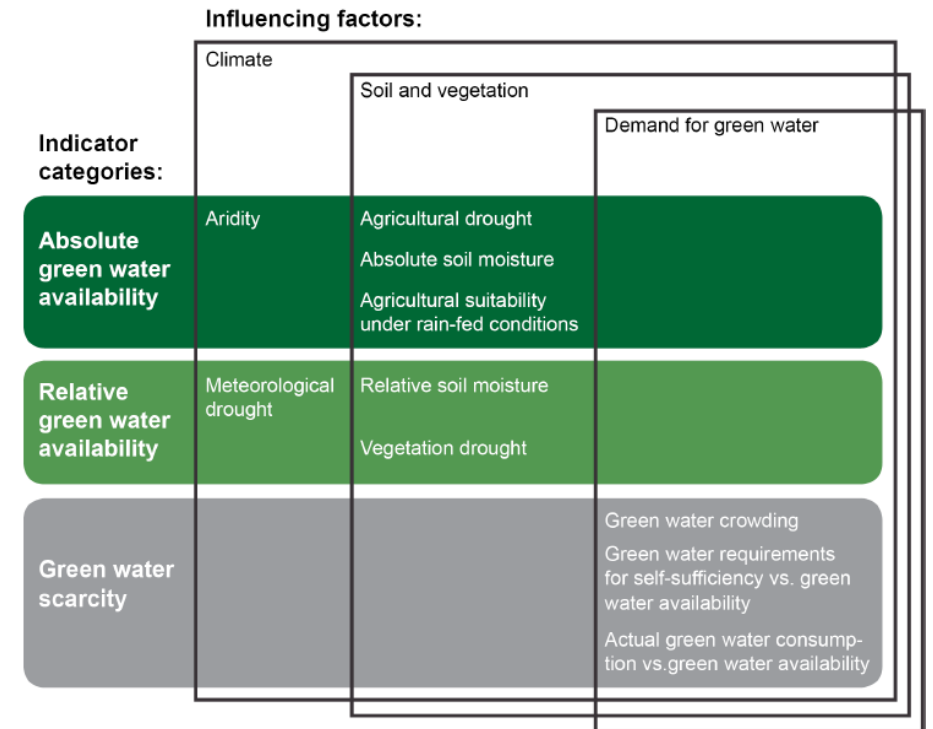 Influencing factors:
Climate
Soil and vegetation
Demand for green water
Indicator
categories:
Absolute
green water
availability
Aridity
Agricultural drought
Absolute soil moisture
Agricultural suitability
under rain-fed conditions
Relative
green water
availability
Meteorological
drought
Relative soil moisture
Vegetation drought
Green water
scarcity
Green water crowding
Green water requirements
for self-sufficiency vs. green
water availability
Actual green water consump-
tion vs.green water availability